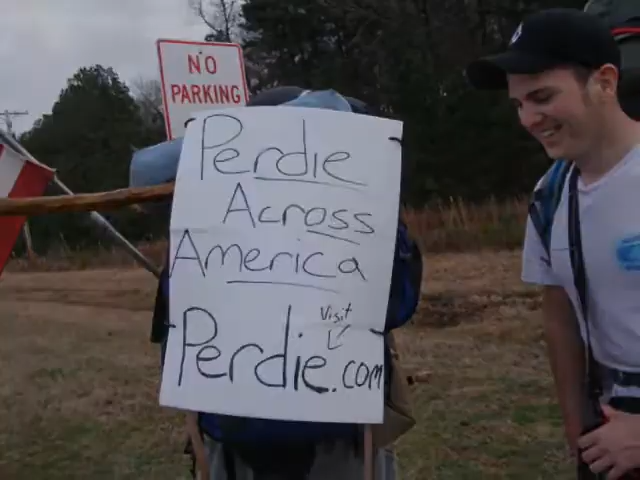 NO
PARKING
Perdie
Across
America
Visit
Perdie.com